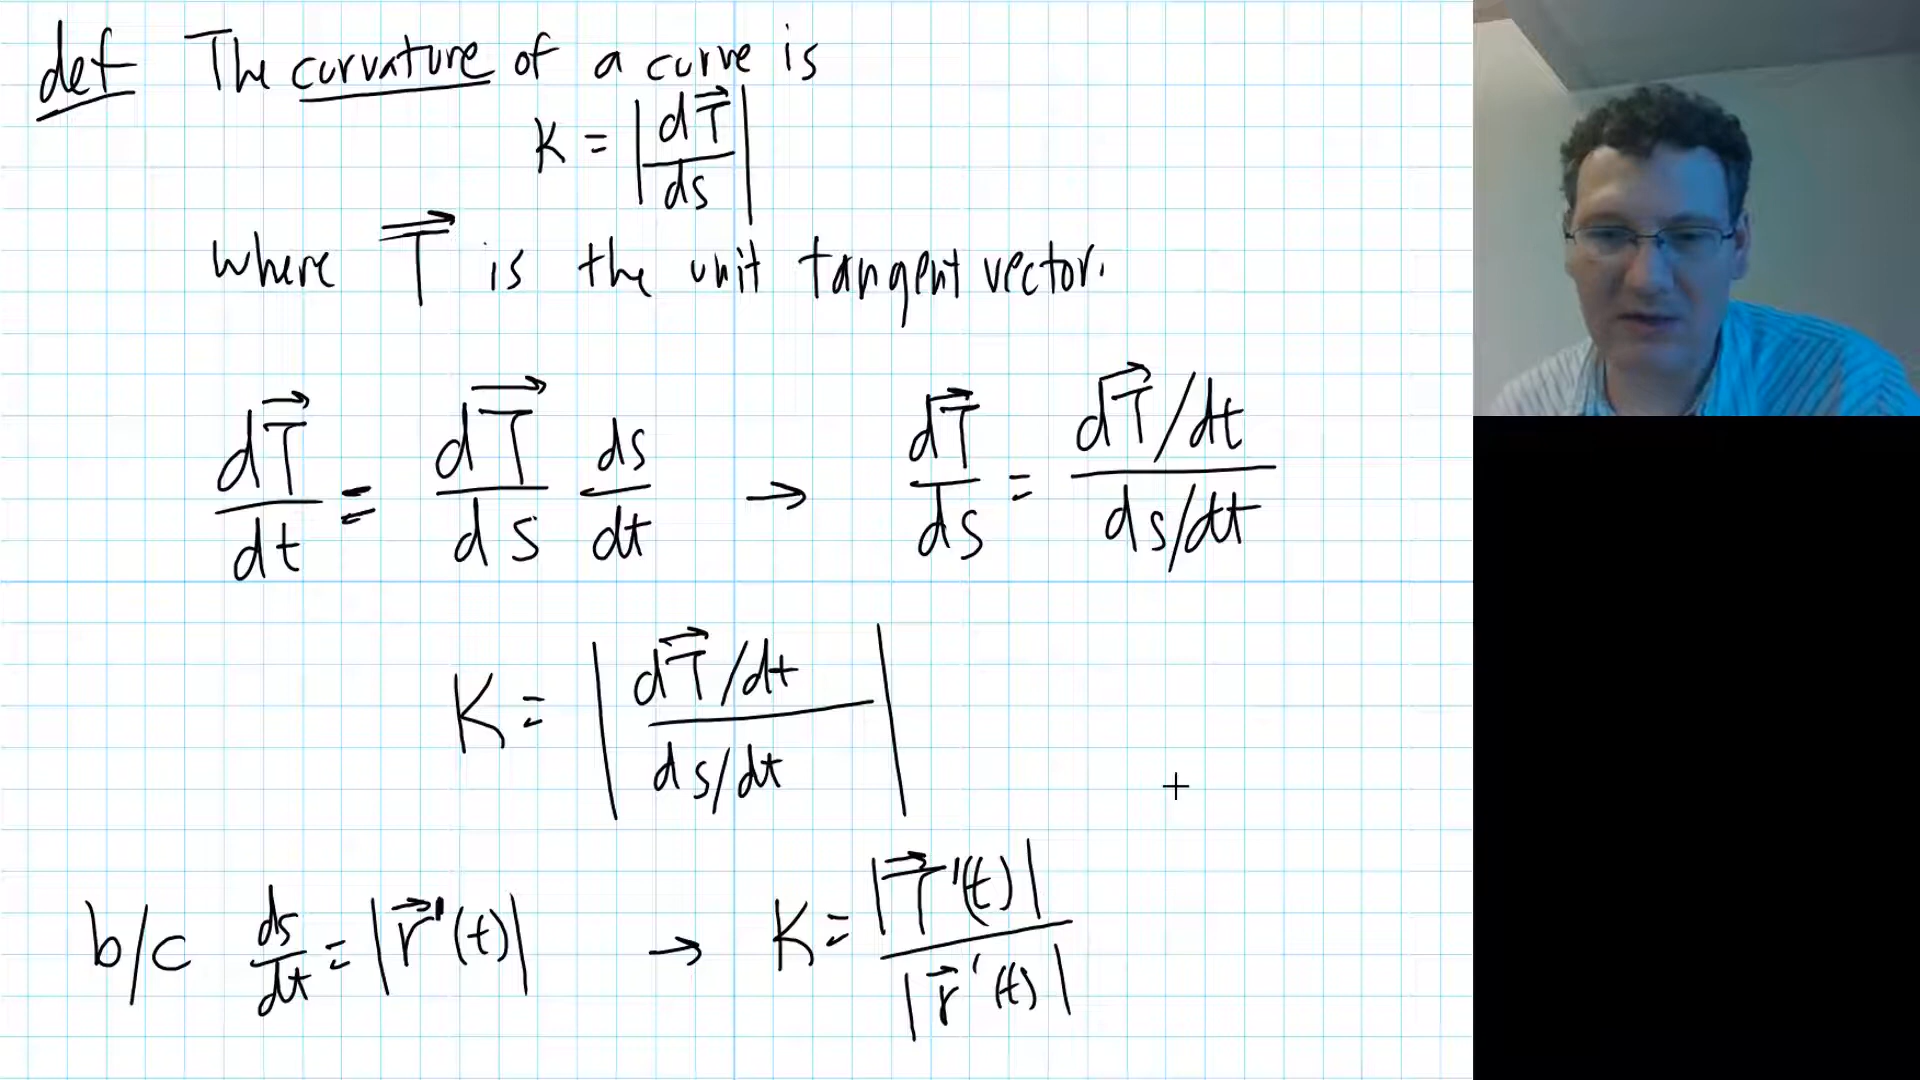 def The curvature of a curve is
K = |dT⃗/ds|
where T⃗ is the unit tangent vector.
dT⃗/dt = dT⃗/ds ds/dt → dT⃗/ds = (dT⃗/dt)/(ds/dt)
K = |(dT⃗/dt)/(ds/dt)|
b/c ds/dt = |r⃗'(t)| → K = |T⃗'(t)|/|r⃗'(t)|